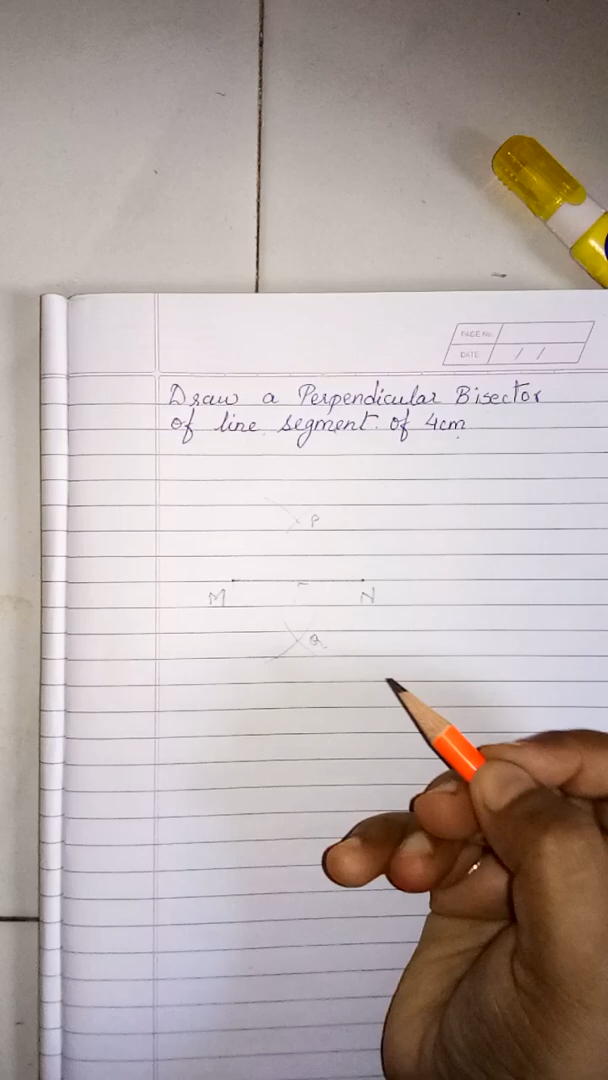 PAGE No.
DATE / /
Draw a Perpendicular Bisector
of line segment of 4cm
P
M N
Q